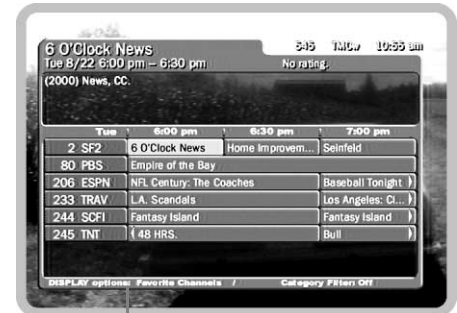 6 O'Clock News 545 TMCw 10:55 am
Tue 8/22 6:00 pm – 6:30 pm No rating.
(2000) News, CC.
Tue 6:00 pm 6:30 pm 7:00 pm
2 SF2 6 O'Clock News Home Improvem... Seinfeld
80 PBS Empire of the Bay
206 ESPN NFL Century: The Coaches Baseball Tonight
233 TRAV L.A. Scandals Los Angeles: Ci...
244 SCFI Fantasy Island Fantasy Island
245 TNT 48 HRS. Bull
DISPLAY options: Favorite Channels / Category Filter: Off